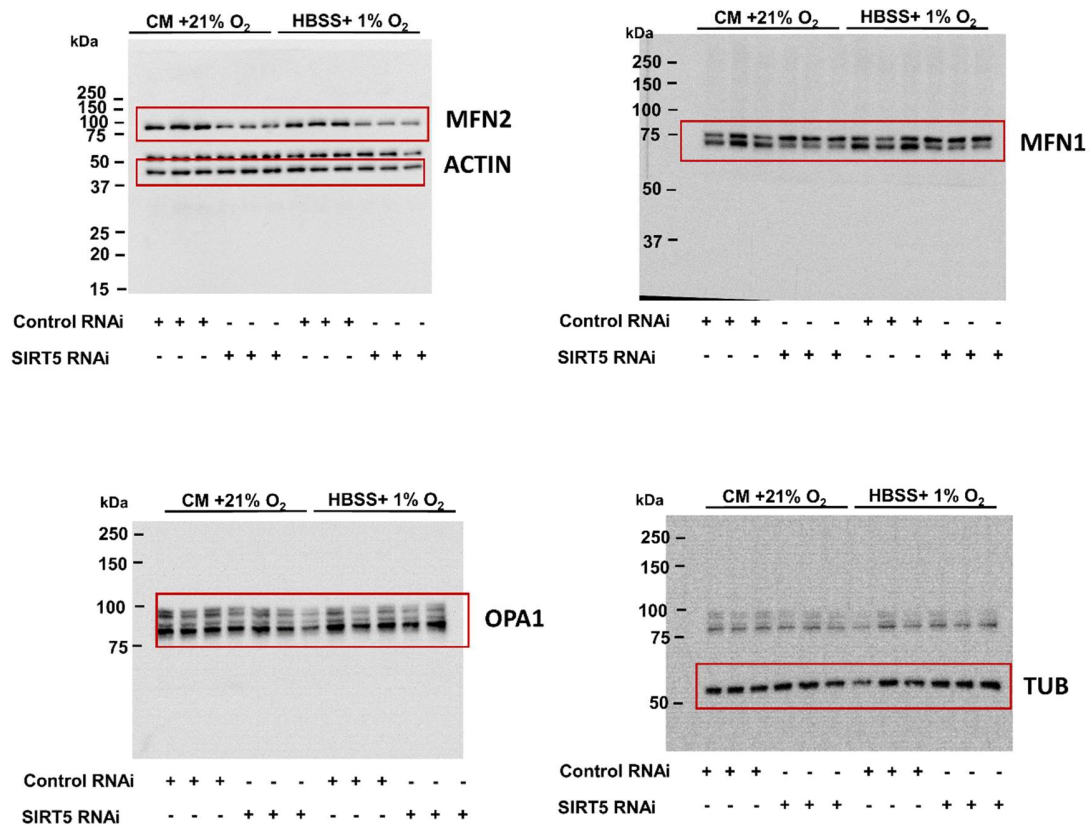 CM +21% O₂ HBSS+ 1% O₂
kDa
250
150
100
75
50
37
25
20
15
MFN2
ACTIN
Control RNAi + + + - - - + + + - - -
SIRT5 RNAi - - - + + + - - - + + +
CM +21% O₂ HBSS+ 1% O₂
kDa
250
150
100
75
50
37
MFN1
Control RNAi + + + - - - + + + - - -
SIRT5 RNAi - - - + + + - - - + + +
CM +21% O₂ HBSS+ 1% O₂
kDa
250
150
100
75
OPA1
Control RNAi + + + - - - + + + - - -
SIRT5 RNAi - - - + + + - - - + + +
CM +21% O₂ HBSS+ 1% O₂
kDa
250
150
100
75
50
TUB
Control RNAi + + + - - - + + + - - -
SIRT5 RNAi - - - + + + - - - + + +